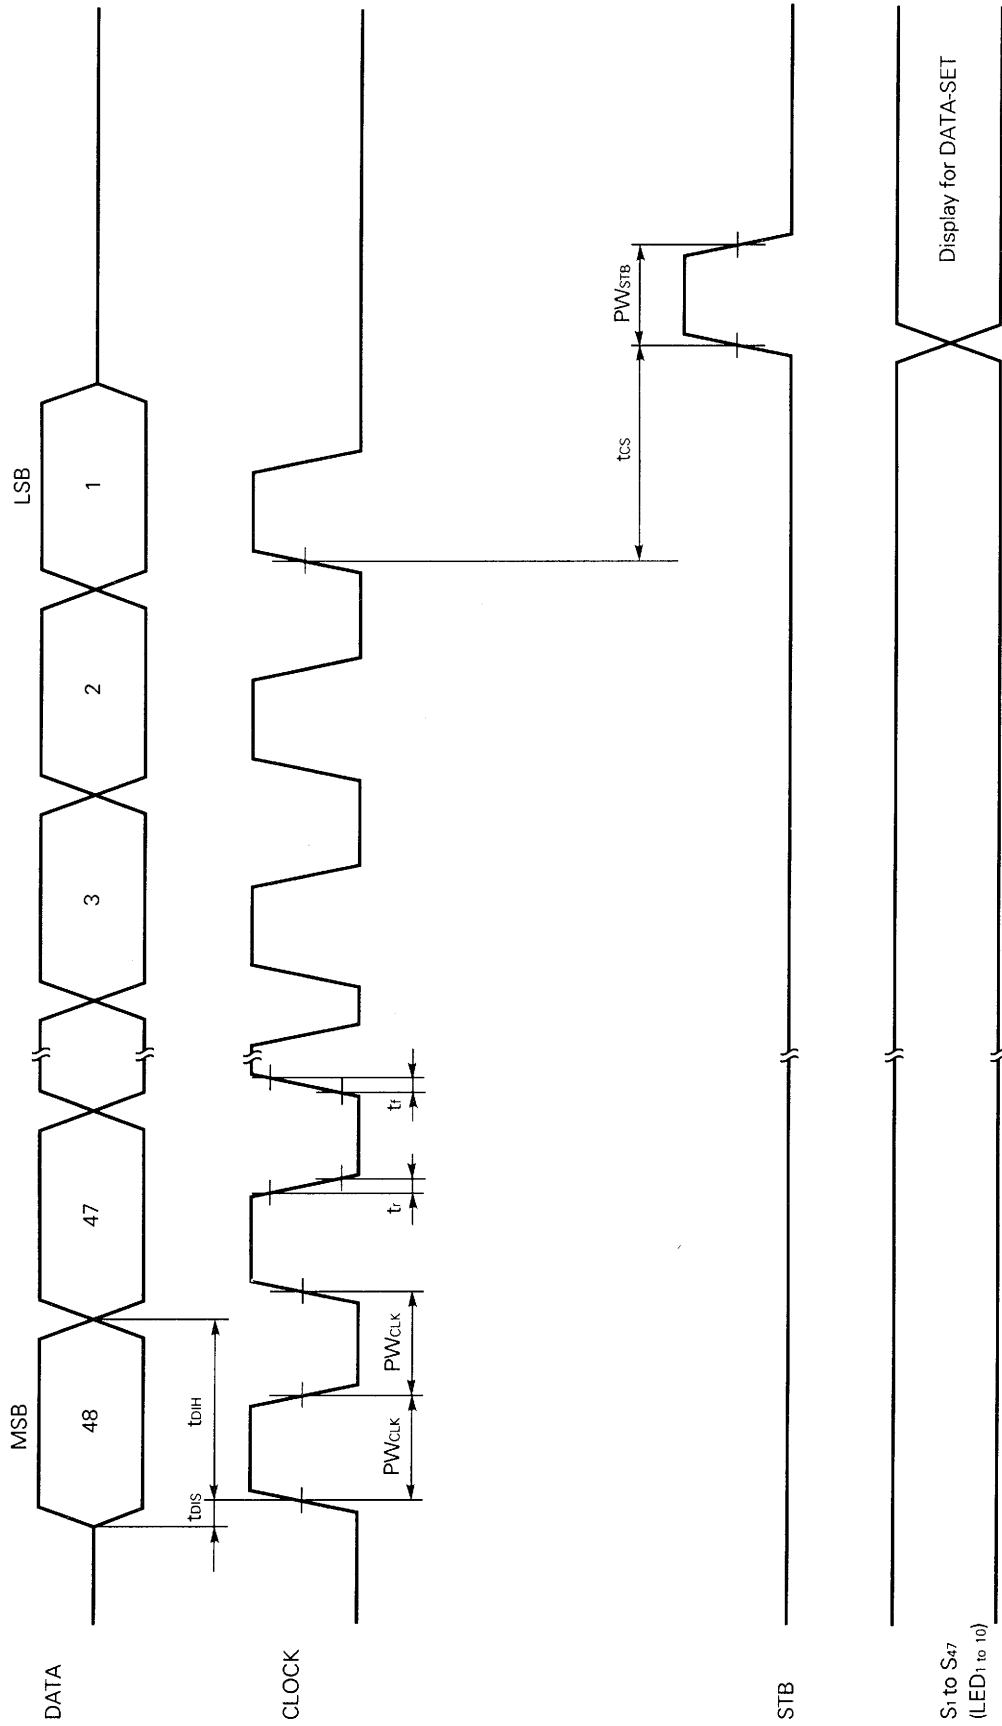 DATA
MSB
LSB
48
47
3
2
1
tDIS
tDIH
CLOCK
PWCLK
PWCLK
tr
tf
tCS
PWSTB
STB
S1 to S47
(LED1 to 10)
Display for DATA-SET